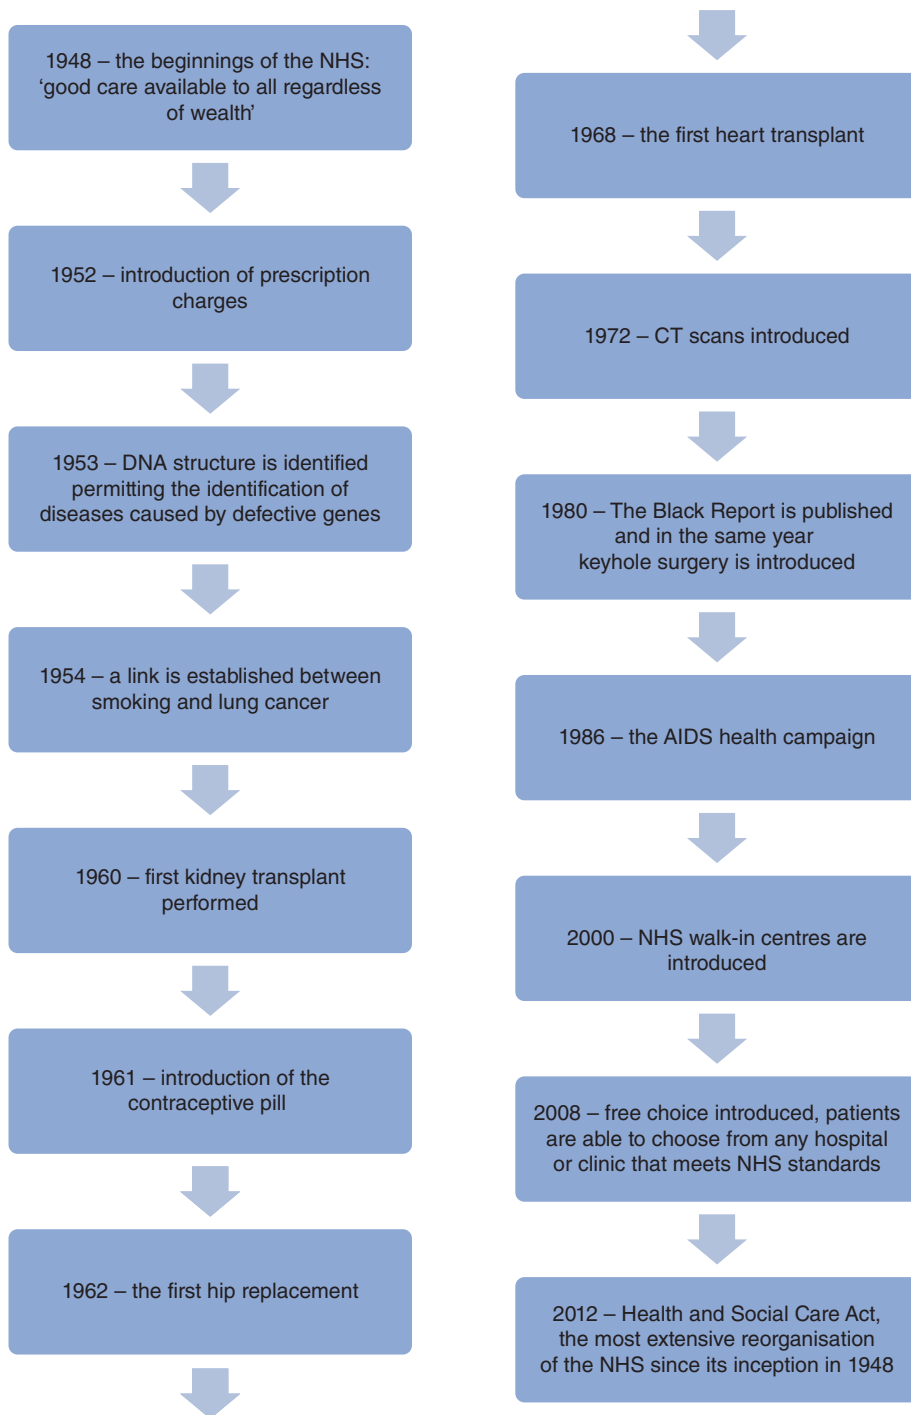 1948 – the beginnings of the NHS:
‘good care available to all regardless
of wealth’
1952 – introduction of prescription
charges
1953 – DNA structure is identified
permitting the identification of
diseases caused by defective genes
1954 – a link is established between
smoking and lung cancer
1960 – first kidney transplant
performed
1961 – introduction of the
contraceptive pill
1962 – the first hip replacement
1968 – the first heart transplant
1972 – CT scans introduced
1980 – The Black Report is published
and in the same year
keyhole surgery is introduced
1986 – the AIDS health campaign
2000 – NHS walk-in centres are
introduced
2008 – free choice introduced, patients
are able to choose from any hospital
or clinic that meets NHS standards
2012 – Health and Social Care Act,
the most extensive reorganisation
of the NHS since its inception in 1948